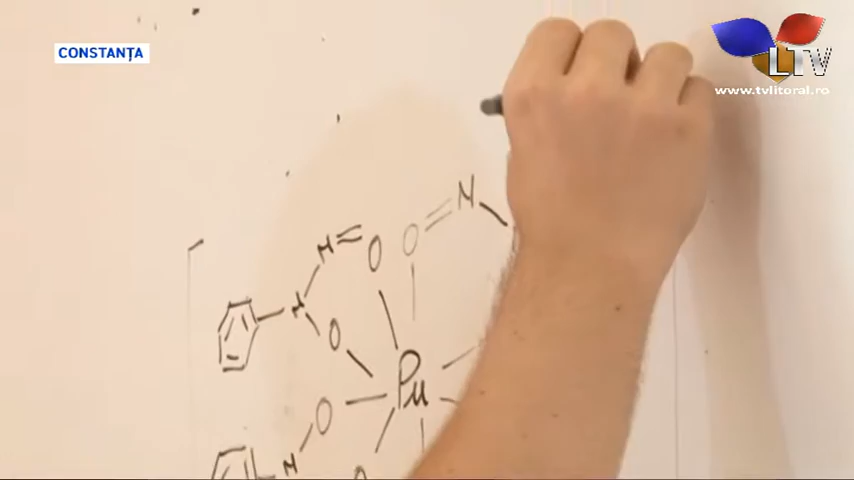 CONSTANȚA
LTV
www.tvlitoral.ro
N
N = O
O = N
N
O
Pu
O
N